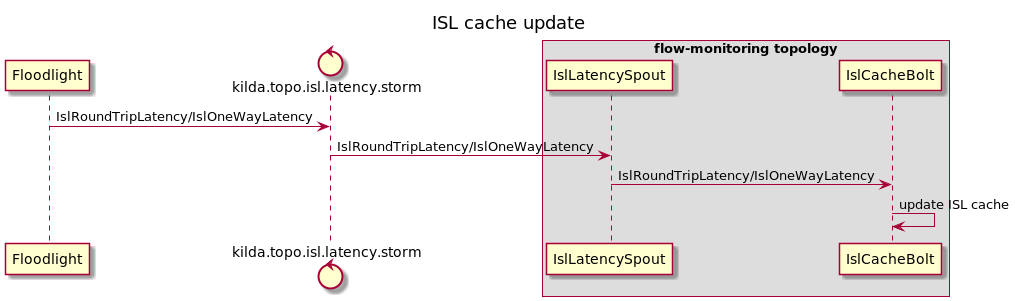 ISL cache update
flow-monitoring topology
Floodlight
kilda.topo.isl.latency.storm
IslLatencySpout
IslCacheBolt
IslRoundTripLatency/IslOneWayLatency
IslRoundTripLatency/IslOneWayLatency
IslRoundTripLatency/IslOneWayLatency
update ISL cache
Floodlight
kilda.topo.isl.latency.storm
IslLatencySpout
IslCacheBolt